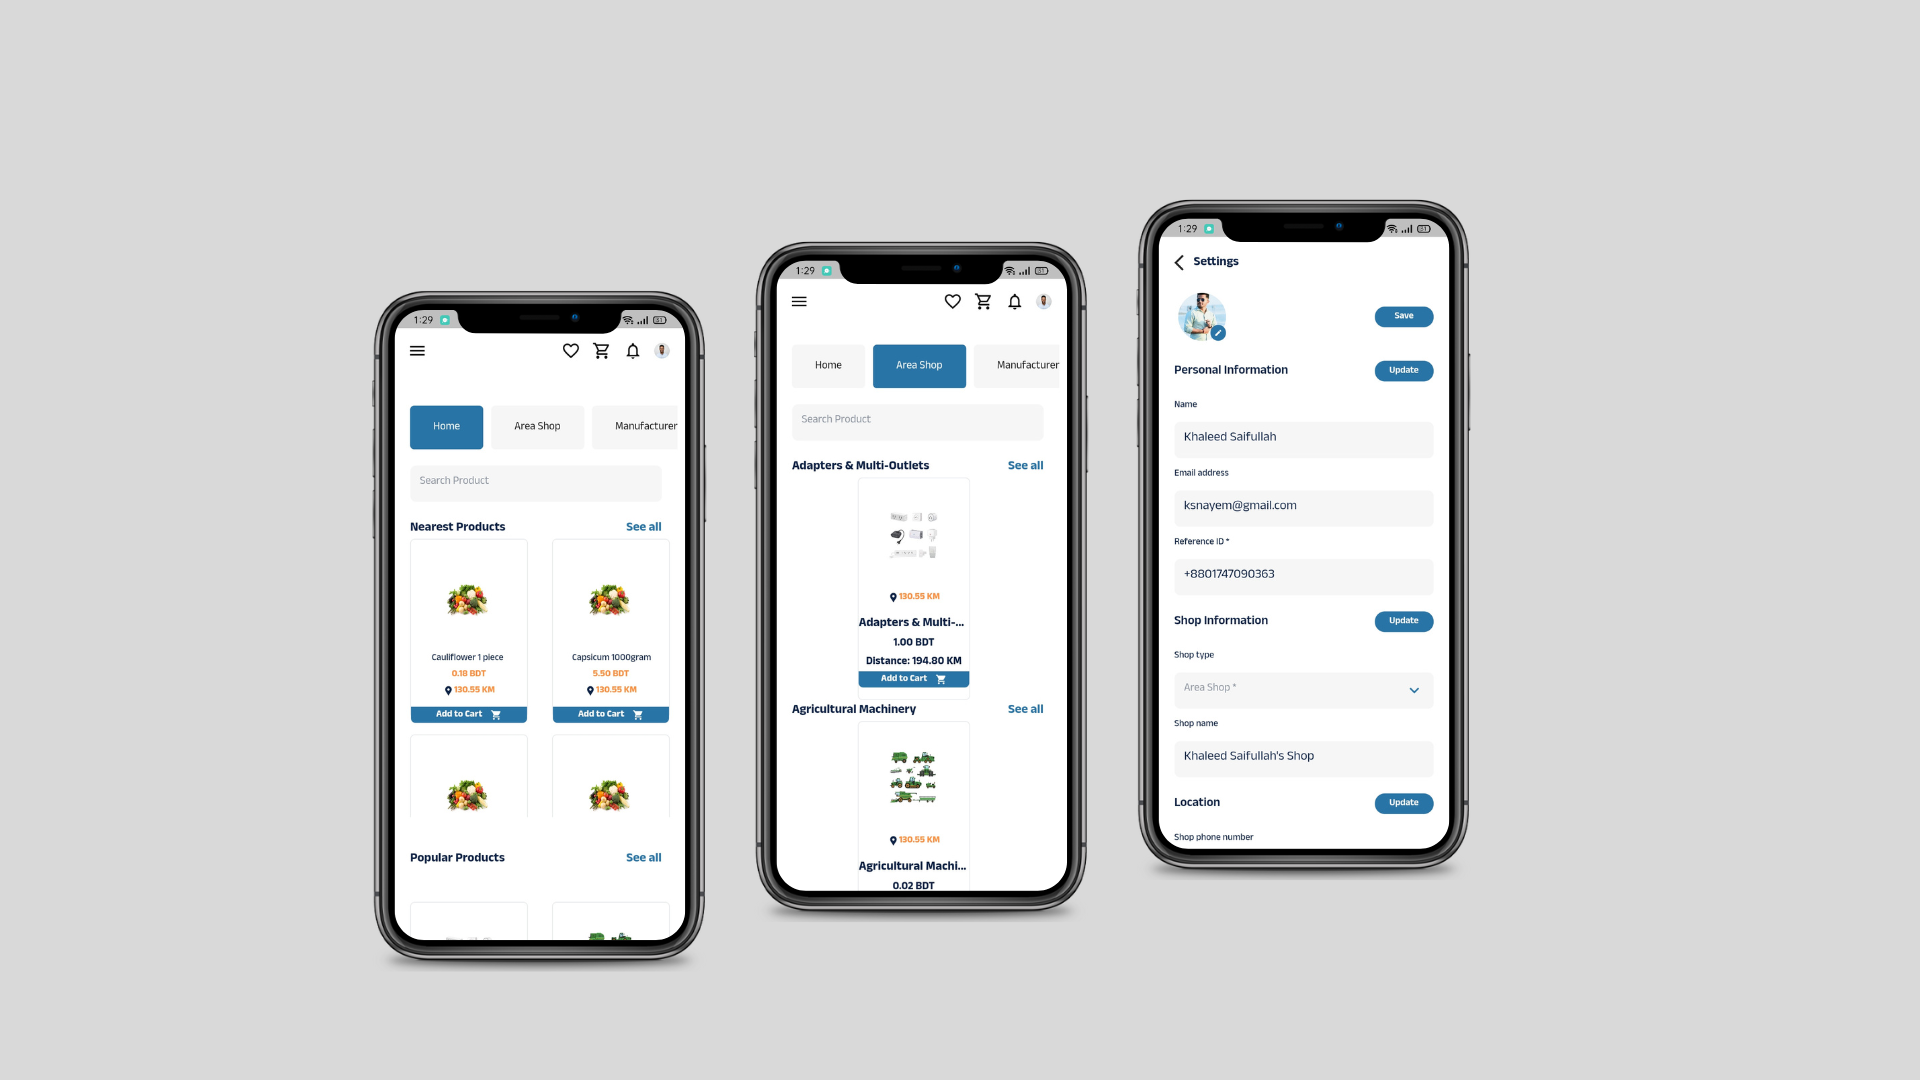 1:29
31
Home
Area Shop
Manufacturer
Search Product
Nearest Products
See all
Cauliflower 1 piece
0.18 BDT
130.55 KM
Add to Cart
Capsicum 1000gram
5.50 BDT
130.55 KM
Add to Cart
Popular Products
See all
1:29
31
Home
Area Shop
Manufacturer
Search Product
Adapters & Multi-Outlets
See all
130.55 KM
Adapters & Multi-...
1.00 BDT
Distance: 194.80 KM
Add to Cart
Agricultural Machinery
See all
130.55 KM
Agricultural Machi...
0.02 BDT
1:29
31
Settings
Save
Personal Information
Update
Name
Khaleed Saifullah
Email address
ksnayem@gmail.com
Reference ID *
+8801747090363
Shop Information
Update
Shop type
Area Shop *
Shop name
Khaleed Saifullah's Shop
Location
Update
Shop phone number